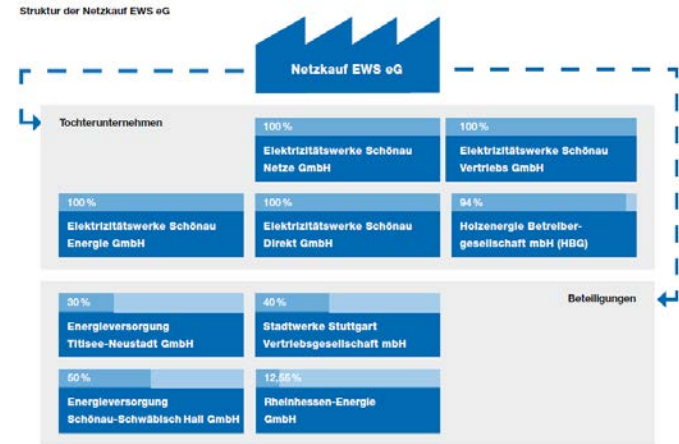 Struktur der Netzkauf EWS eG
Netzkauf EWS eG
Tochterunternehmen
100 %
Elektrizitätswerke Schönau
Netze GmbH
100 %
Elektrizitätswerke Schönau
Vertriebs GmbH
100 %
Elektrizitätswerke Schönau
Energie GmbH
100 %
Elektrizitätswerke Schönau
Direkt GmbH
94 %
Holzenergie Betreiber-
gesellschaft mbH (HBG)
Beteiligungen
30 %
Energieversorgung
Titisee-Neustadt GmbH
40 %
Stadtwerke Stuttgart
Vertriebsgesellschaft mbH
50 %
Energieversorgung
Schönau-Schwäbisch Hall GmbH
12,55 %
Rheinhessen-Energie
GmbH